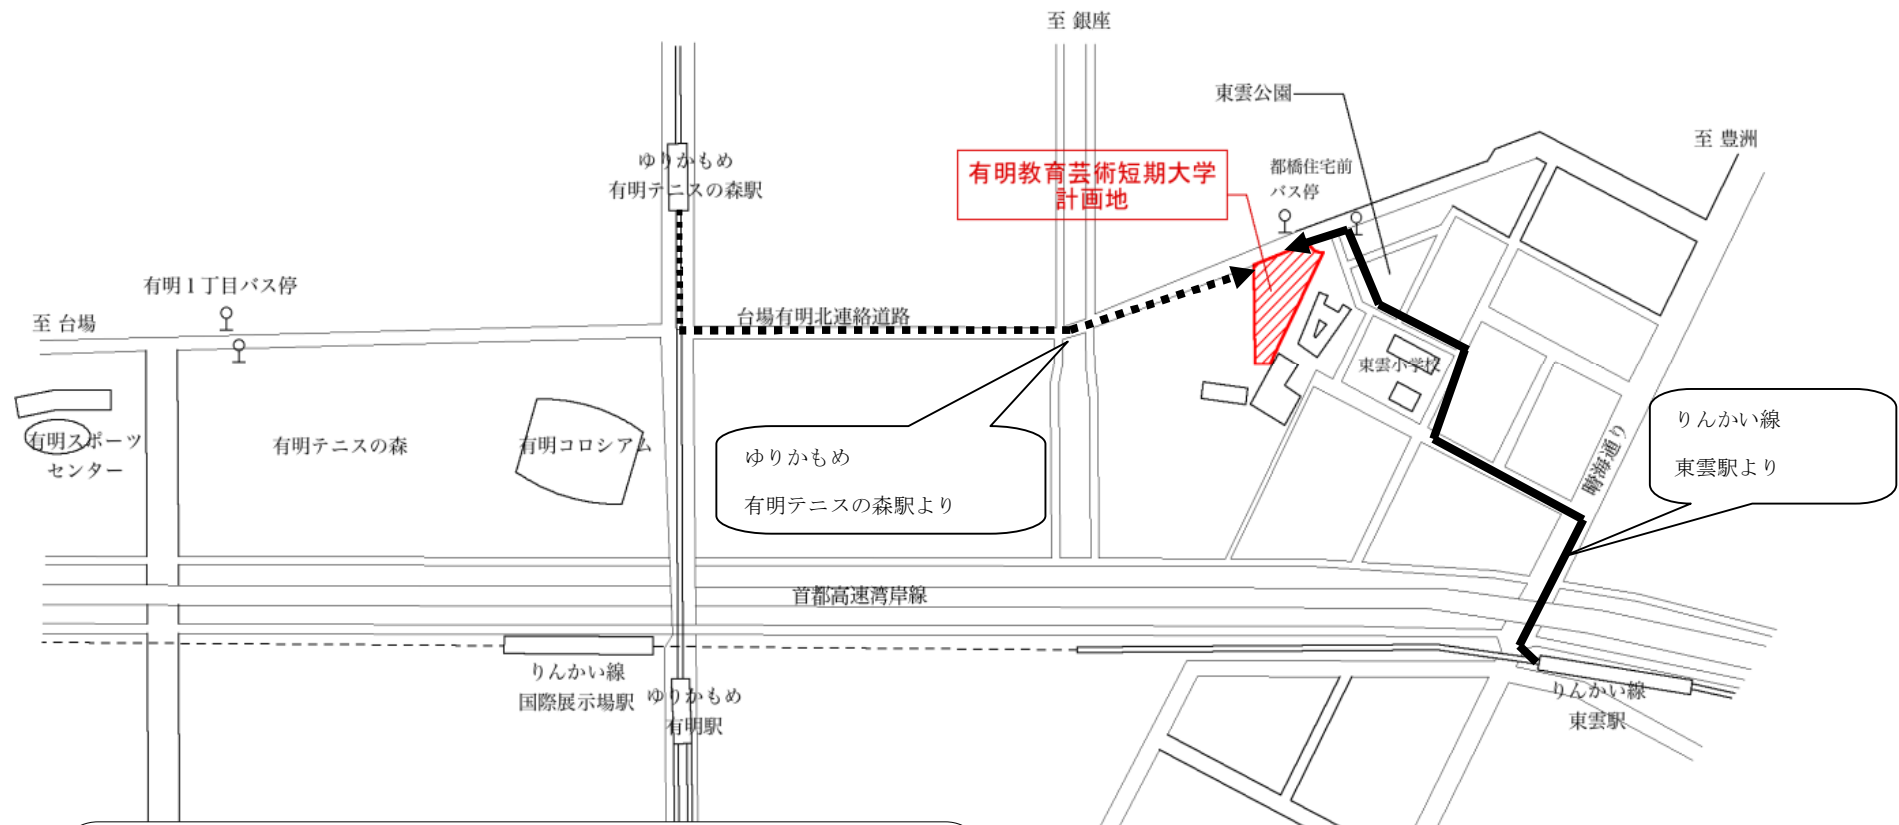 至 銀座
東雲公園
至 豊洲
ゆりかもめ
有明テニスの森駅
有明教育芸術短期大学
計画地
都橋住宅前
バス停
有明１丁目バス停
至 台場
台場有明北連絡道路
東雲小学校
りんかい線
東雲駅より
有明スポーツ
センター
有明テニスの森
有明コロシアム
ゆりかもめ
有明テニスの森駅より
晴海通り
首都高速湾岸線
りんかい線
国際展示場駅
ゆりかもめ
有明駅
りんかい線
東雲駅